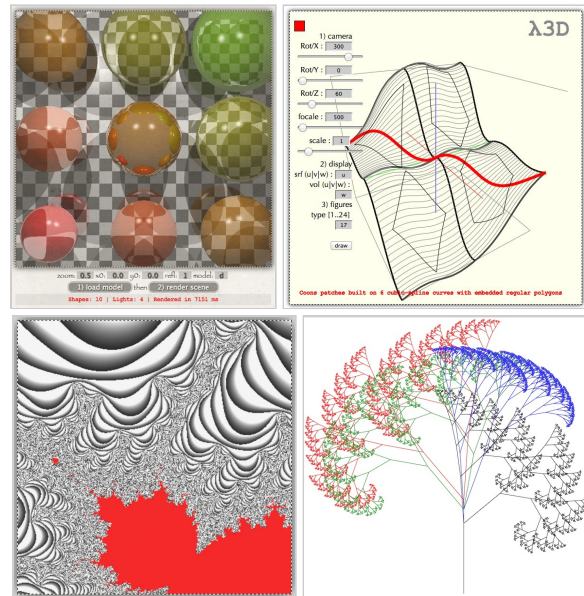 zoom: 0.5 x0: 0.0 y0: 0.0 refl: 1 model: d
1) load model then 2) render scene
Shapes: 10 | Lights: 4 | Rendered in 7151 ms
λ3D
1) camera
Rot/X : 300
Rot/Y : 0
Rot/Z : 60
focale : 500
scale : 1
2) display
srf (u|v|w) : u
vol (u|v|w) :
w
3) figures
type [1..24]
17
draw
Coons patches built on 6 cubic-spline curves with embedded regular polygons